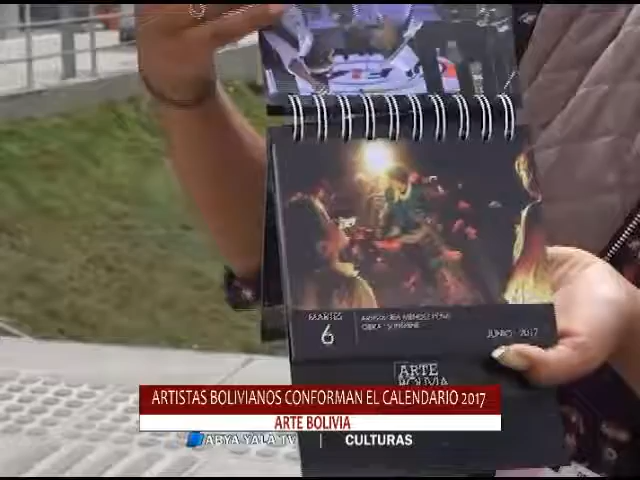 MARTES
6
JUNIO 2017
ARTE
BOLIVIA
ARTISTAS BOLIVIANOS CONFORMAN EL CALENDARIO 2017
ARTE BOLIVIA
ABYA YALA TV | CULTURAS